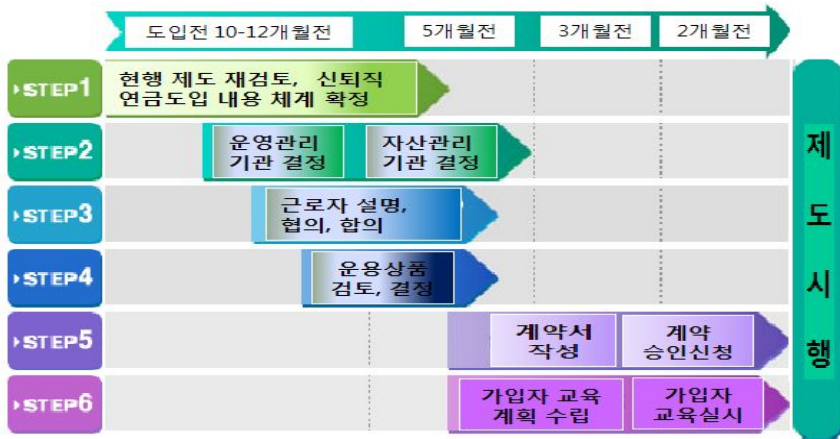 도입전 10-12개월전 5개월전 3개월전 2개월전
STEP1
현행 제도 재검토, 신퇴직
연금도입 내용 체계 확정
STEP2
운영관리
기관 결정
자산관리
기관 결정
STEP3
근로자 설명,
협의, 합의
STEP4
운용상품
검토, 결정
STEP5
계약서
작성
계약
승인신청
STEP6
가입자 교육
계획 수립
가입자
교육실시
제
도
시
행